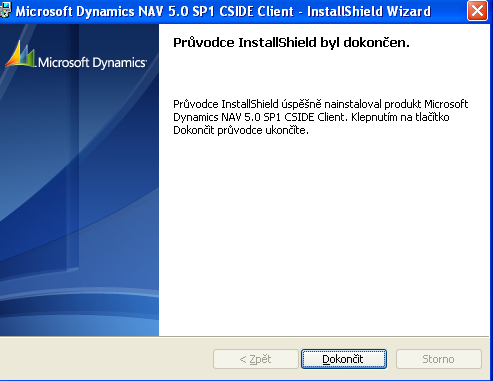 Microsoft Dynamics NAV 5.0 SP1 CSIDE Client - InstallShield Wizard
Microsoft Dynamics
Průvodce InstallShield byl dokončen.
Průvodce InstallShield úspěšně nainstaloval produkt Microsoft
Dynamics NAV 5.0 SP1 CSIDE Client. Klepnutím na tlačítko
Dokončit průvodce ukončíte.
< Zpět
Dokončit
Storno